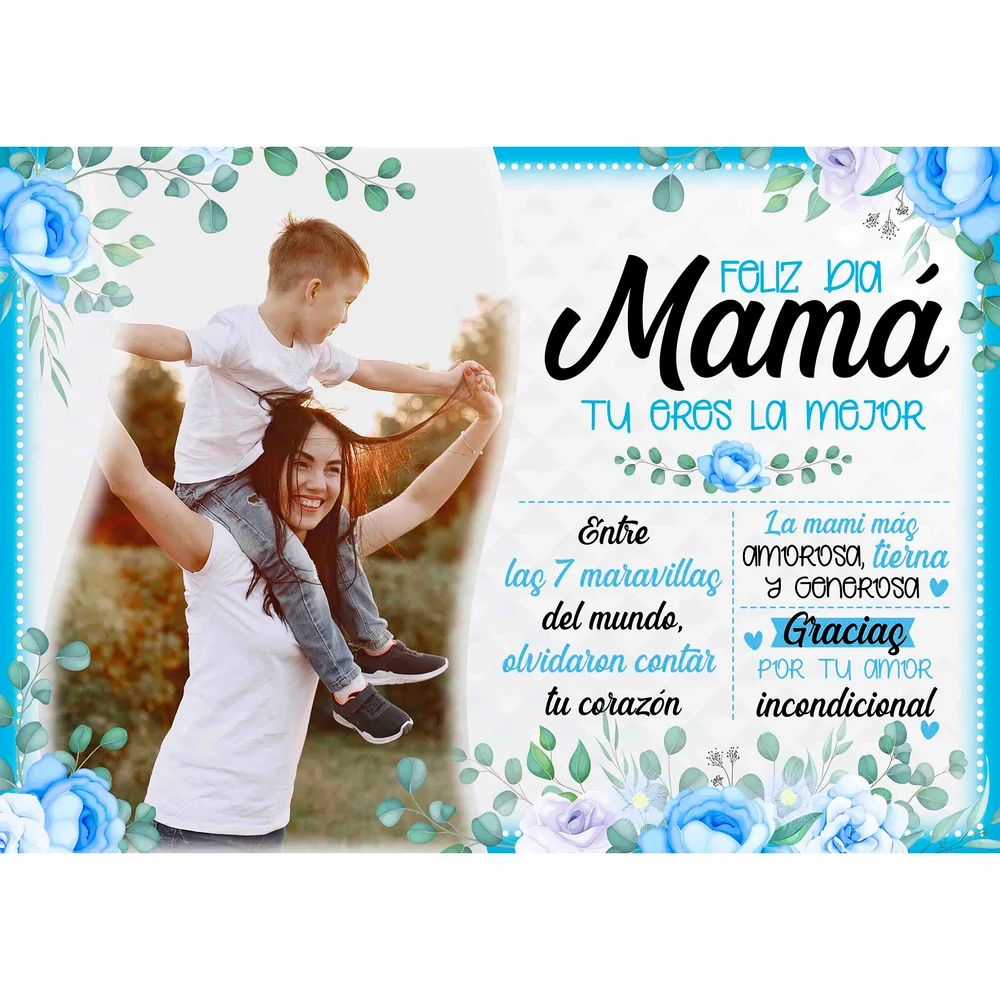 FELIZ DIA
Mamá
TU ERES LA MEJOR
Entre
las 7 maravillas
del mundo,
olvidaron contar
tu corazón
La mami más
AMOROSA, tierna
Y GENEROSA
Gracias
POR TU AMOR
incondicional